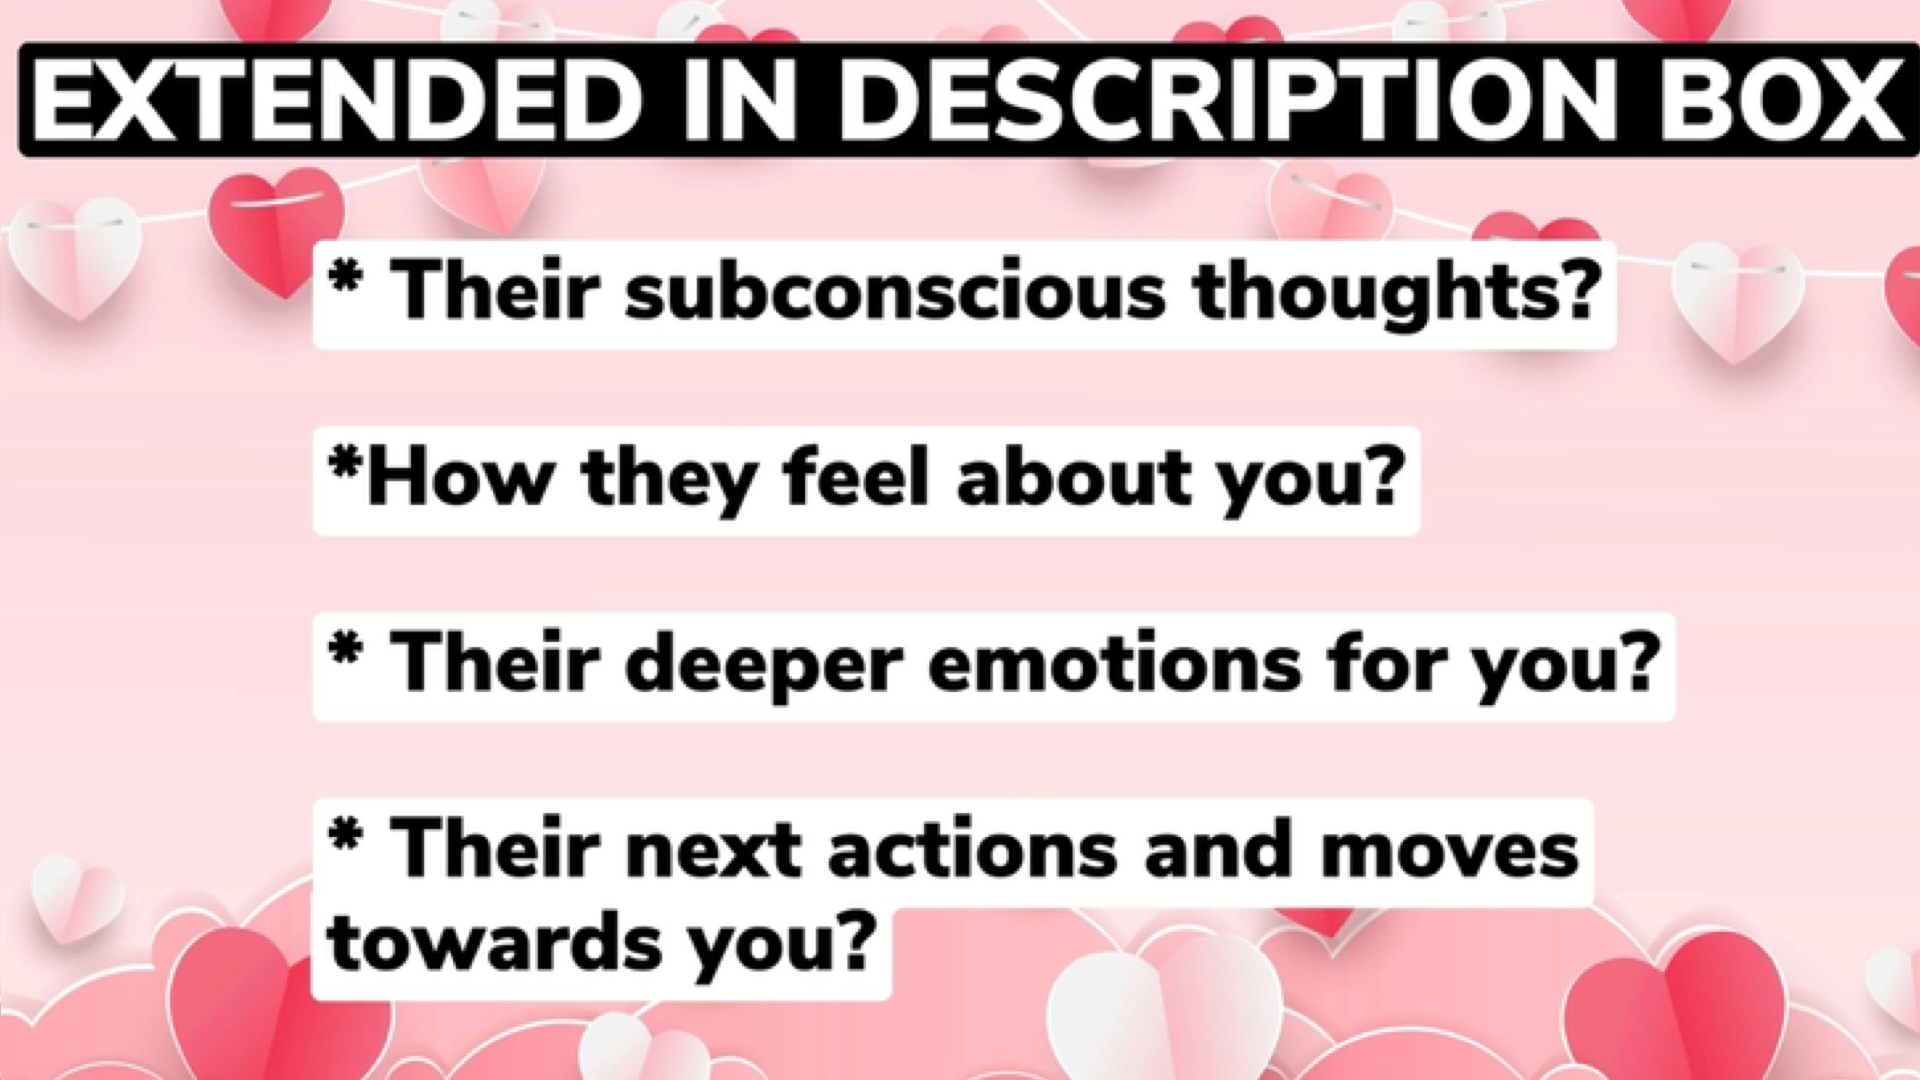 EXTENDED IN DESCRIPTION BOX
* Their subconscious thoughts?
*How they feel about you?
* Their deeper emotions for you?
* Their next actions and moves
towards you?